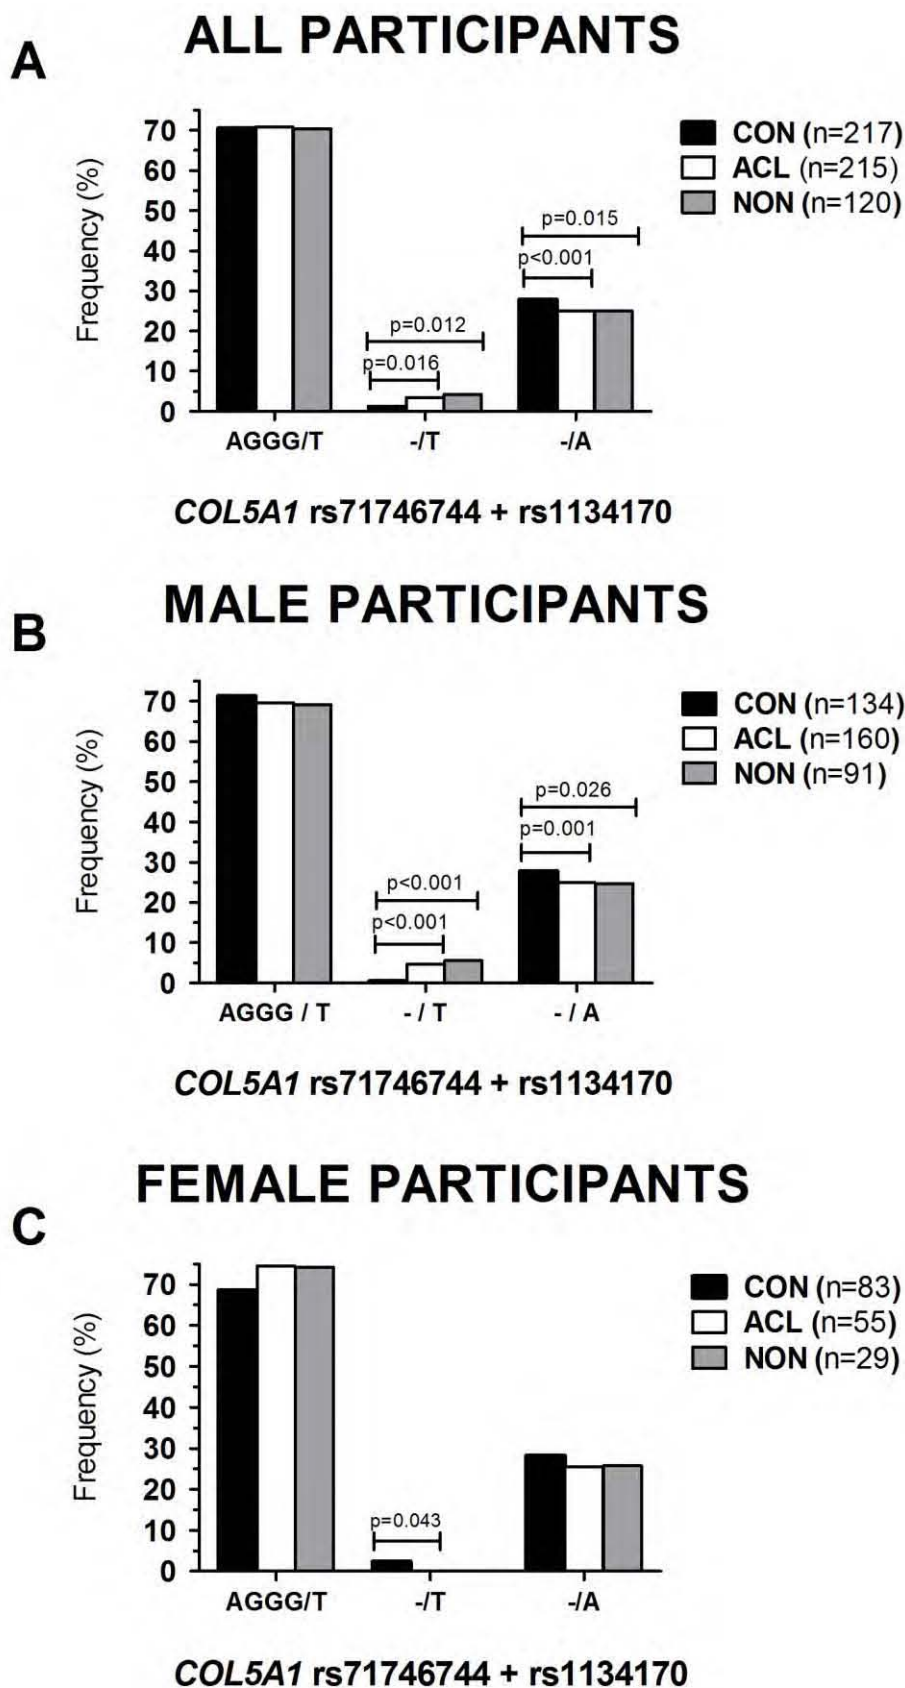 A
ALL PARTICIPANTS
Frequency (%)
70
60
50
40
30
20
10
0
p=0.012
p=0.016
p=0.015
p<0.001
AGGG/T
-/T
-/A
CON (n=217)
ACL (n=215)
NON (n=120)
COL5A1 rs71746744 + rs1134170
B
MALE PARTICIPANTS
Frequency (%)
70
60
50
40
30
20
10
0
p<0.001
p<0.001
p=0.026
p=0.001
AGGG / T
- / T
- / A
CON (n=134)
ACL (n=160)
NON (n=91)
COL5A1 rs71746744 + rs1134170
C
FEMALE PARTICIPANTS
Frequency (%)
70
60
50
40
30
20
10
0
p=0.043
AGGG/T
-/T
-/A
CON (n=83)
ACL (n=55)
NON (n=29)
COL5A1 rs71746744 + rs1134170